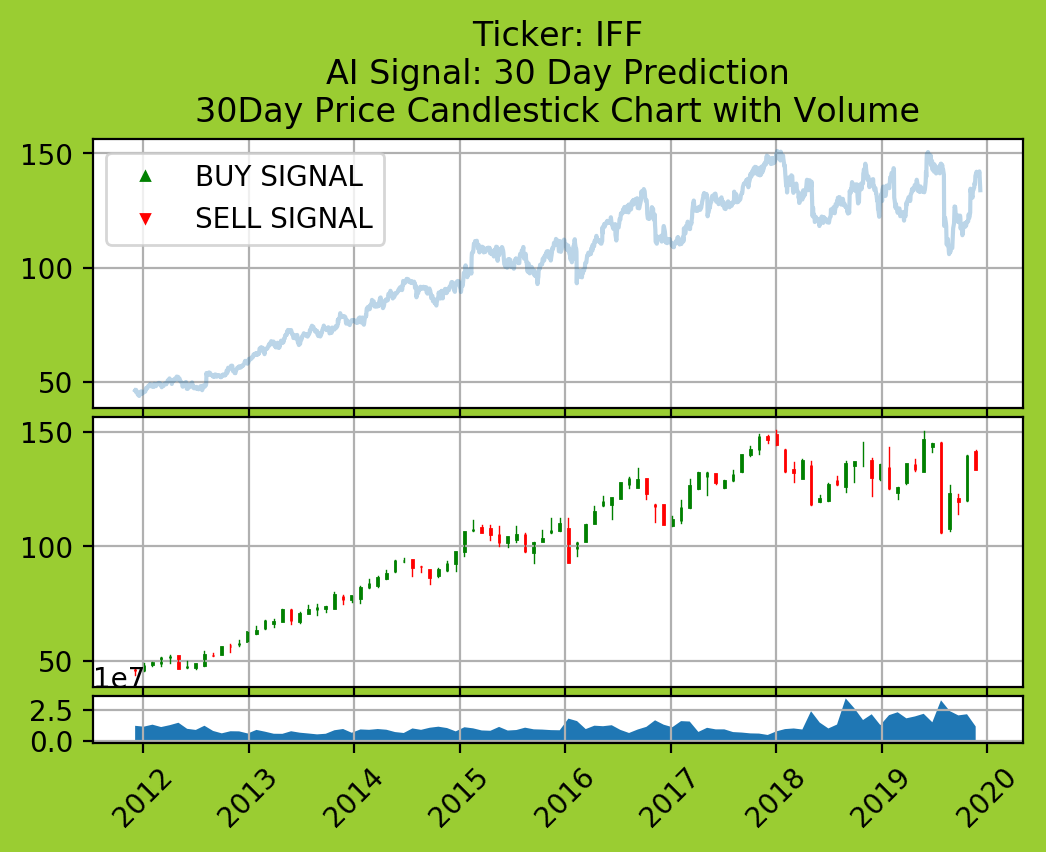 Ticker: IFF
AI Signal: 30 Day Prediction
30Day Price Candlestick Chart with Volume
150
BUY SIGNAL
SELL SIGNAL
100
50
150
100
50
1e7
2.5
0.0
2012 2013 2014 2015 2016 2017 2018 2019 2020